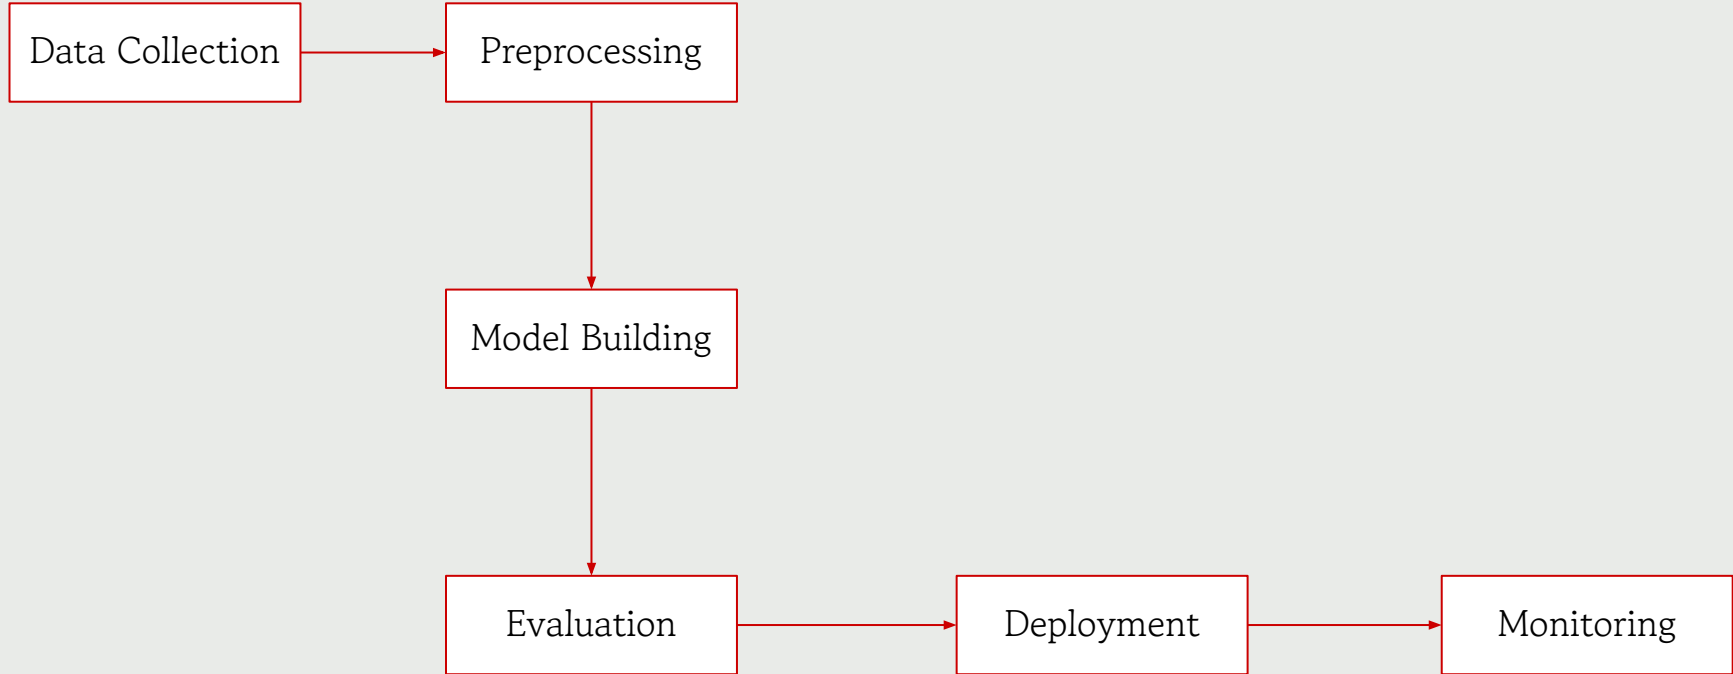 Data Collection
Preprocessing
Model Building
Evaluation
Deployment
Monitoring